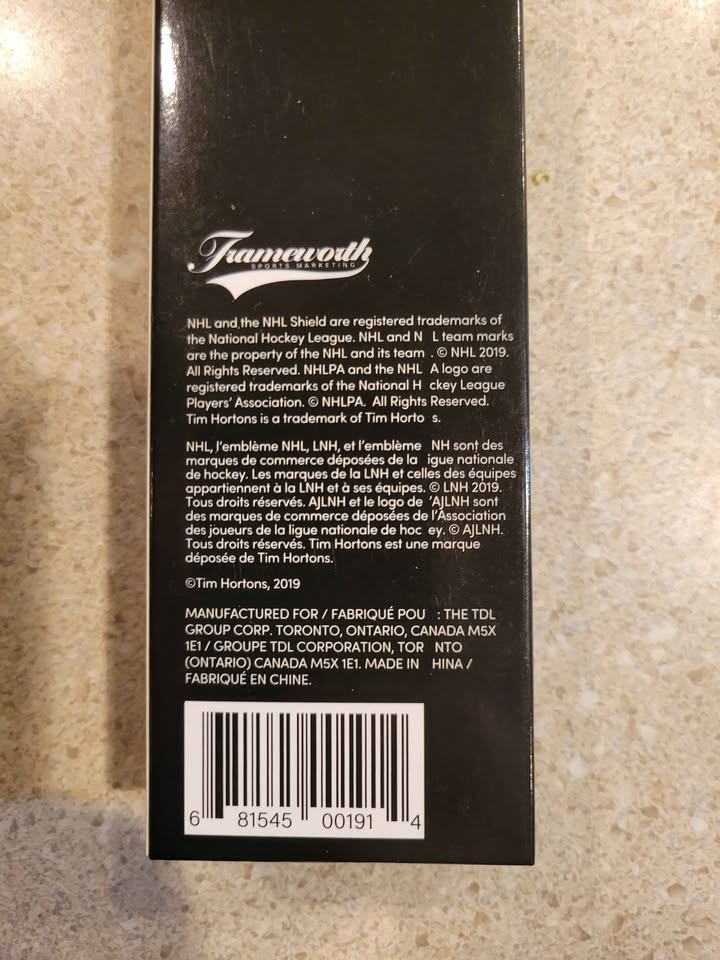 Frameworth
SPORTS MARKETING
NHL and the NHL Shield are registered trademarks of
the National Hockey League. NHL and N L team marks
are the property of the NHL and its team . © NHL 2019.
All Rights Reserved. NHLPA and the NHL A logo are
registered trademarks of the National H ckey League
Players' Association. © NHLPA. All Rights Reserved.
Tim Hortons is a trademark of Tim Horto s.
NHL, l'emblème NHL, LNH, et l'emblème NH sont des
marques de commerce déposées de la igue nationale
de hockey. Les marques de la LNH et celles des équipes
appartiennent à la LNH et à ses équipes. © LNH 2019.
Tous droits réservés. AJLNH et le logo de 'AJLNH sont
des marques de commerce déposées de l'Association
des joueurs de la ligue nationale de hoc ey. © AJLNH.
Tous droits réservés. Tim Hortons est une marque
déposée de Tim Hortons.
©Tim Hortons, 2019
MANUFACTURED FOR / FABRIQUÉ POU : THE TDL
GROUP CORP. TORONTO, ONTARIO, CANADA M5X
1E1 / GROUPE TDL CORPORATION, TOR NTO
(ONTARIO) CANADA M5X 1E1. MADE IN HINA /
FABRIQUÉ EN CHINE.
6 81545 00191 4